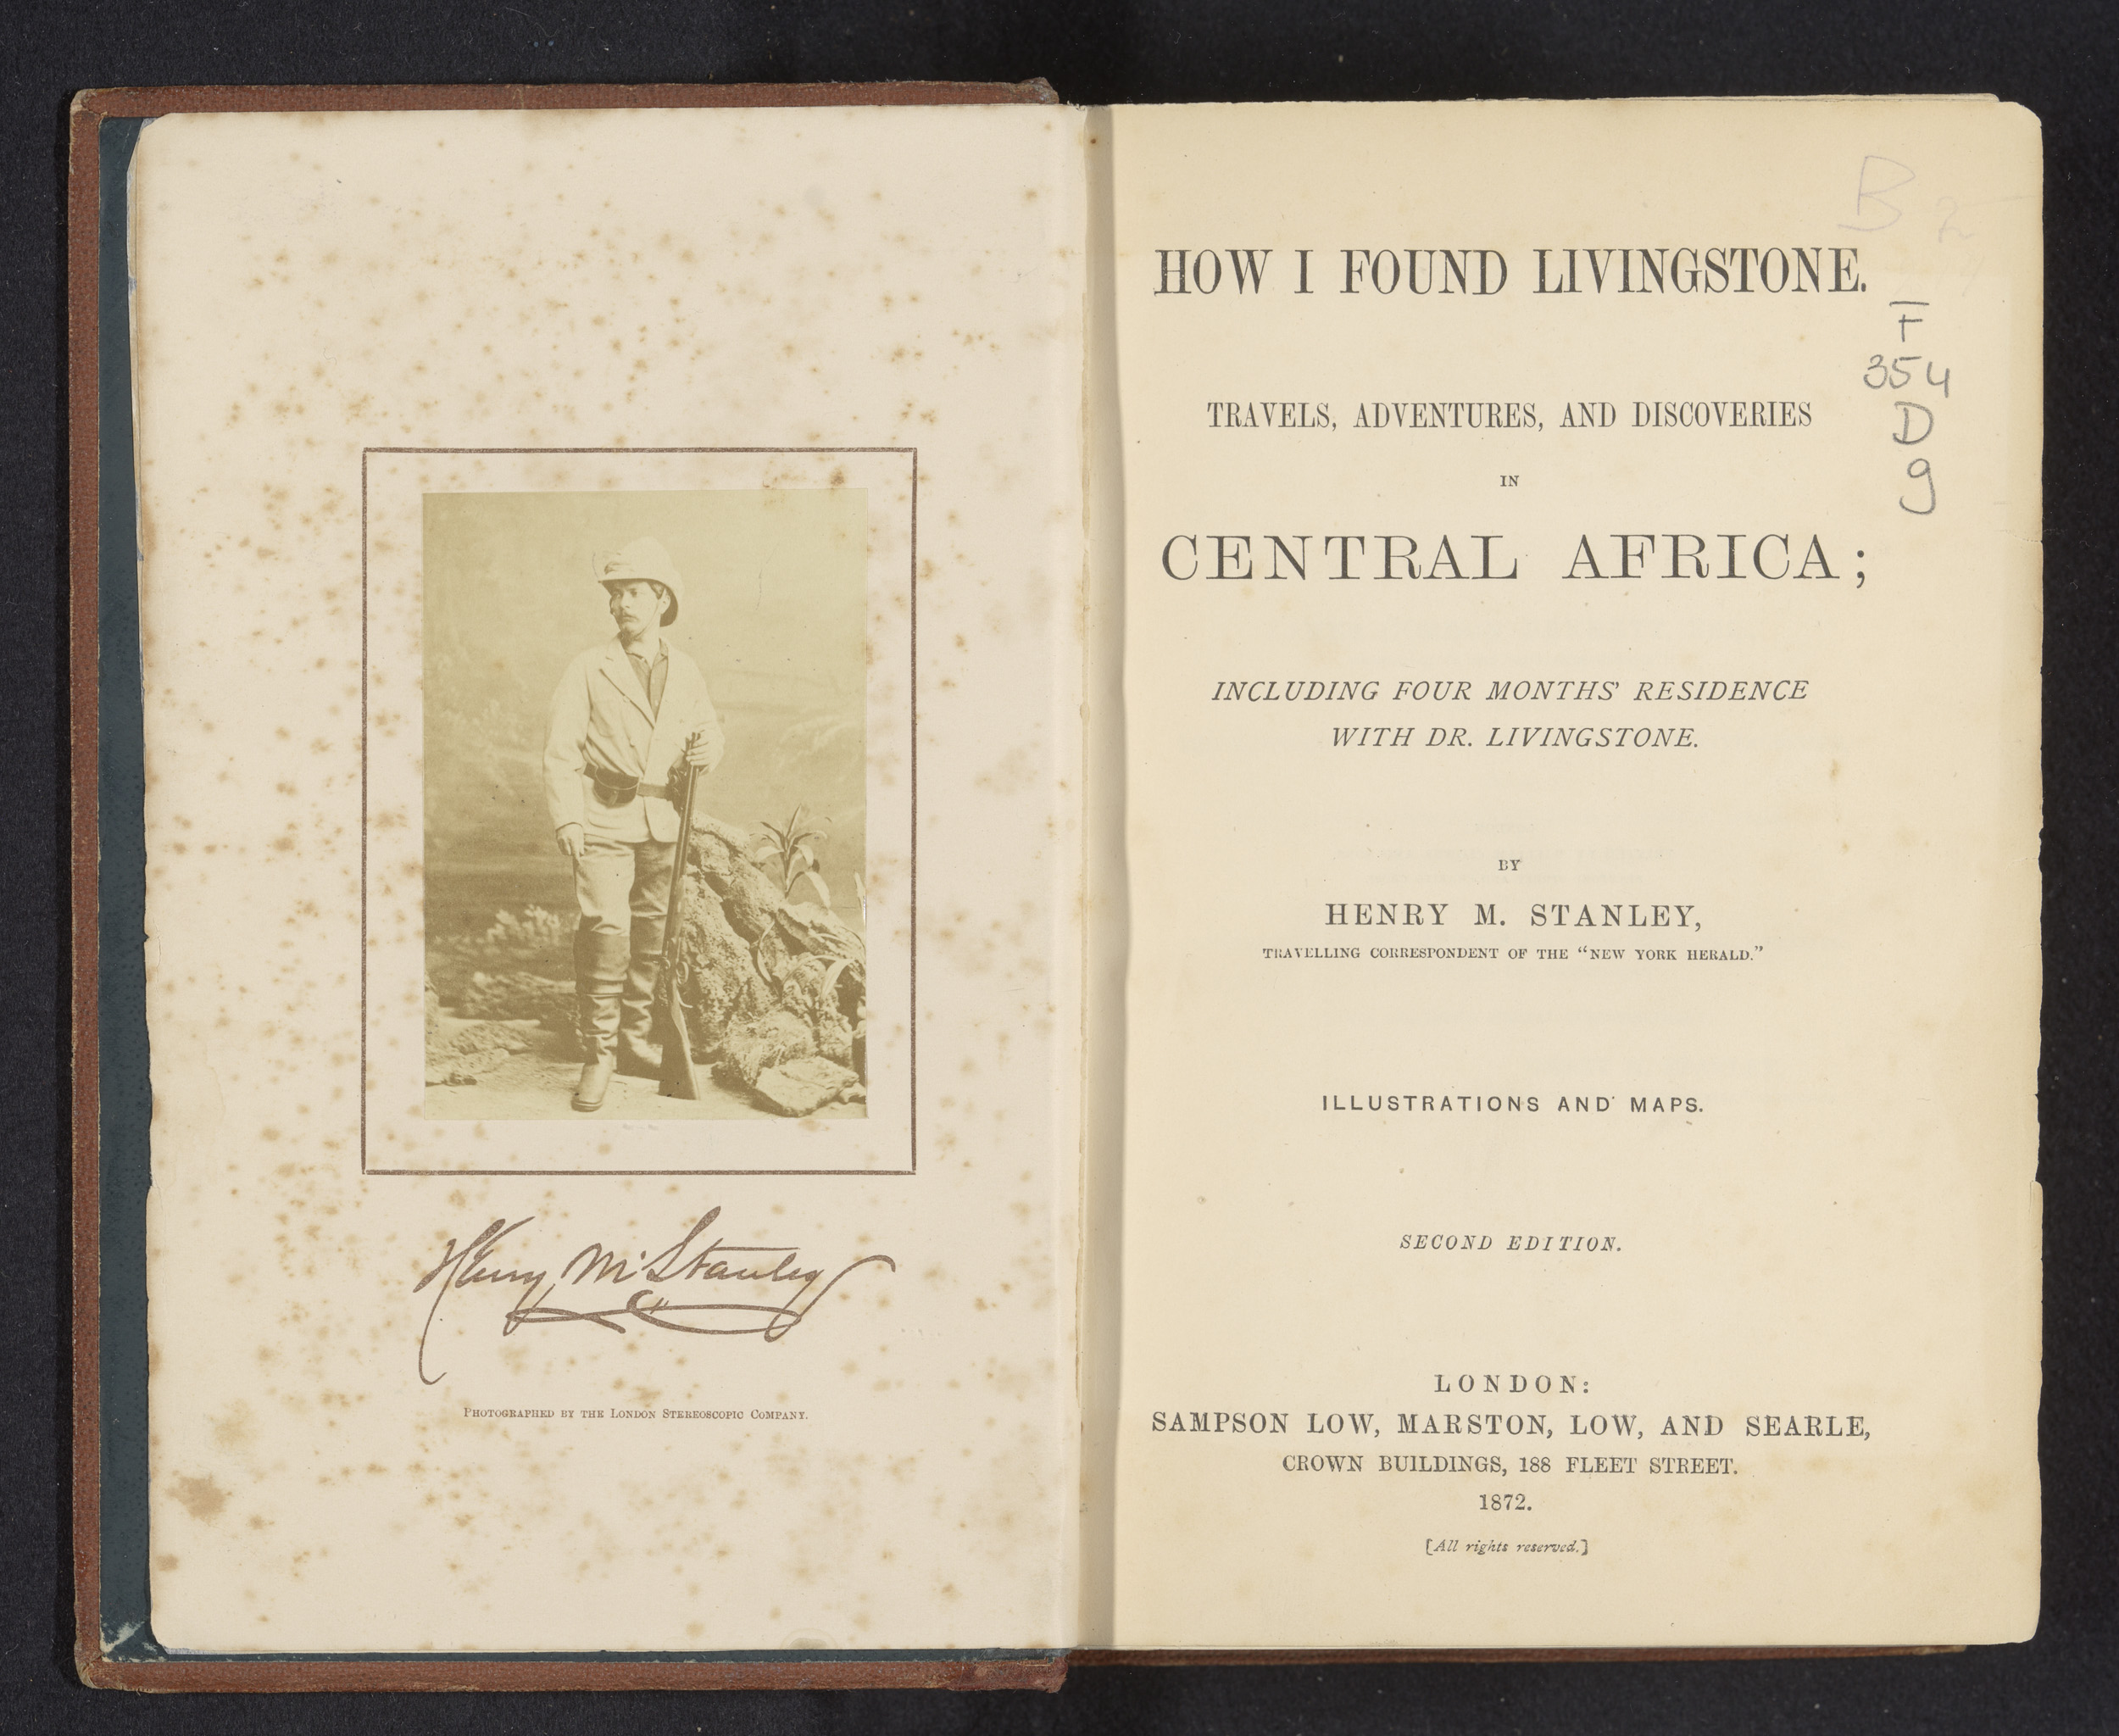 Henry M. Stanley
PHOTOGRAPHED BY THE LONDON STEREOSCOPIC COMPANY.
B 2
HOW I FOUND LIVINGSTONE.
F
354
D
9
TRAVELS, ADVENTURES, AND DISCOVERIES
IN
CENTRAL AFRICA;
INCLUDING FOUR MONTHS' RESIDENCE
WITH DR. LIVINGSTONE.
BY
HENRY M. STANLEY,
TRAVELLING CORRESPONDENT OF THE "NEW YORK HERALD."
ILLUSTRATIONS AND MAPS.
SECOND EDITION.
LONDON:
SAMPSON LOW, MARSTON, LOW, AND SEARLE,
CROWN BUILDINGS, 188 FLEET STREET.
1872.
[All rights reserved.]